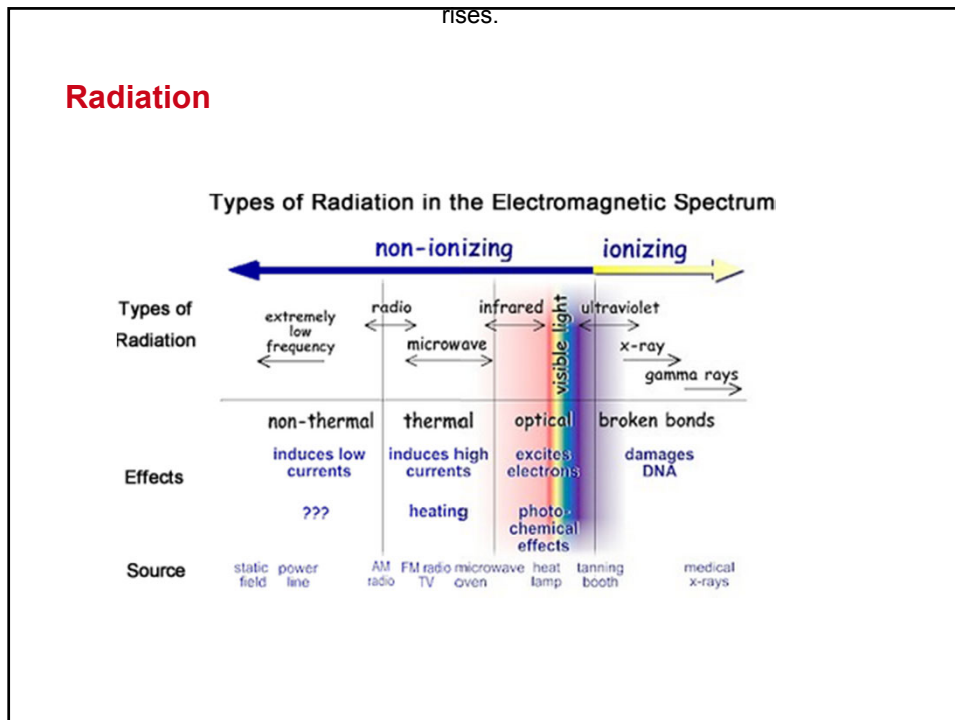 rises.
Radiation
Types of Radiation in the Electromagnetic Spectrum
non-ionizing ionizing
Types of Radiation
extremely low frequency
radio
microwave
infrared
visible light
ultraviolet
x-ray
gamma rays
non-thermal thermal optical broken bonds
Effects
induces low currents
induces high currents
excites electrons
damages DNA
???
heating
photo-chemical effects
Source
static field
power line
AM radio
FM radio TV
microwave oven
heat lamp
tanning booth
medical x-rays